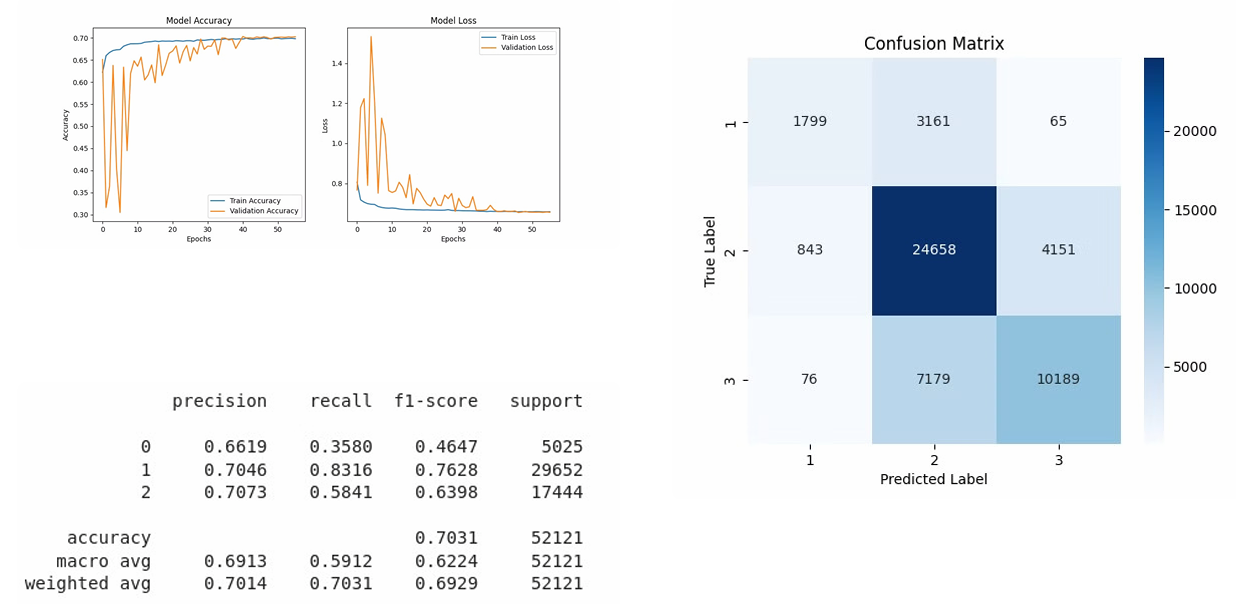 Model Accuracy
0.70
0.65
0.60
0.55
0.50
0.45
0.40
0.35
0.30
Accuracy
0 10 20 30 40 50
Epochs
Train Accuracy
Validation Accuracy
Model Loss
1.4
1.2
1.0
0.8
Loss
0 10 20 30 40 50
Epochs
Train Loss
Validation Loss
Confusion Matrix
1 1799 3161 65
2 843 24658 4151
3 76 7179 10189
True Label
1 2 3
Predicted Label
20000
15000
10000
5000
precision recall f1-score support
0 0.6619 0.3580 0.4647 5025
1 0.7046 0.8316 0.7628 29652
2 0.7073 0.5841 0.6398 17444
accuracy 0.7031 52121
macro avg 0.6913 0.5912 0.6224 52121
weighted avg 0.7014 0.7031 0.6929 52121